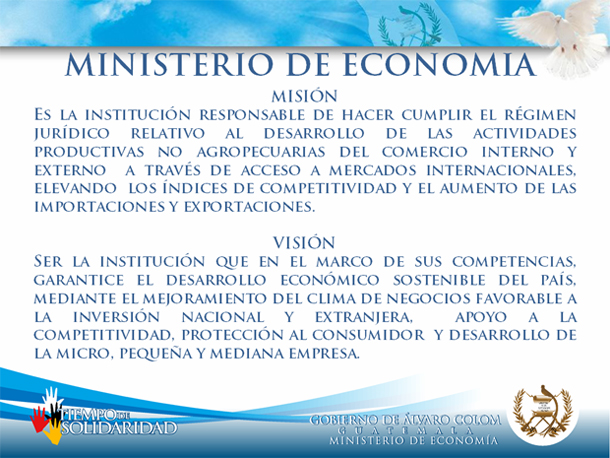 MINISTERIO DE ECONOMIA
MISIÓN
ES LA INSTITUCIÓN RESPONSABLE DE HACER CUMPLIR EL RÉGIMEN
JURÍDICO RELATIVO AL DESARROLLO DE LAS ACTIVIDADES
PRODUCTIVAS NO AGROPECUARIAS DEL COMERCIO INTERNO Y
EXTERNO A TRAVÉS DE ACCESO A MERCADOS INTERNACIONALES,
ELEVANDO LOS ÍNDICES DE COMPETITIVIDAD Y EL AUMENTO DE LAS
IMPORTACIONES Y EXPORTACIONES.
VISIÓN
SER LA INSTITUCIÓN QUE EN EL MARCO DE SUS COMPETENCIAS,
GARANTICE EL DESARROLLO ECONÓMICO SOSTENIBLE DEL PAÍS,
MEDIANTE EL MEJORAMIENTO DEL CLIMA DE NEGOCIOS FAVORABLE A
LA INVERSIÓN NACIONAL Y EXTRANJERA, APOYO A LA
COMPETITIVIDAD, PROTECCIÓN AL CONSUMIDOR Y DESARROLLO DE
LA MICRO, PEQUEÑA Y MEDIANA EMPRESA.
TIEMPO DE
SOLIDARIDAD
GOBIERNO DE ÁLVARO COLOM
GUATEMALA
MINISTERIO DE ECONOMÍA